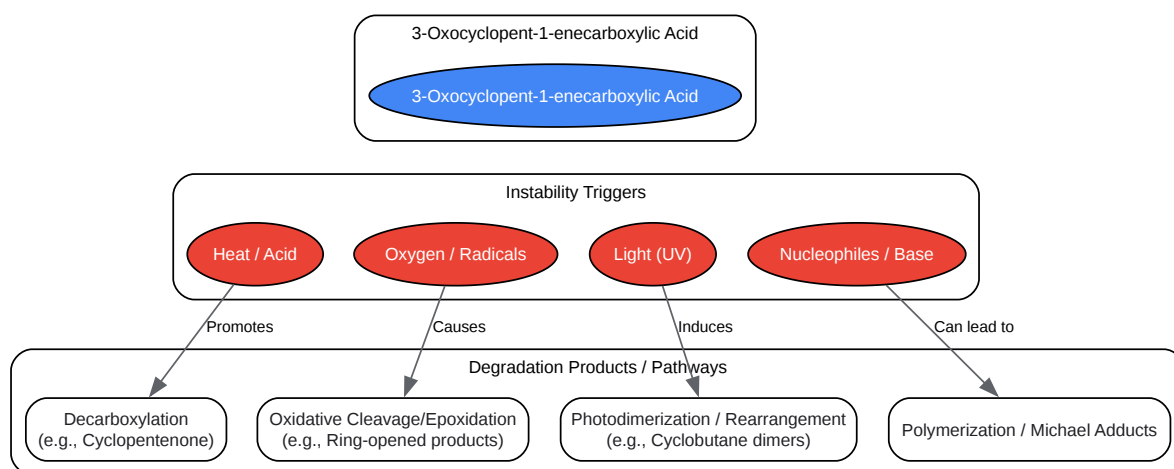 3-Oxocyclopent-1-enecarboxylic Acid
3-Oxocyclopent-1-enecarboxylic Acid
Instability Triggers
Heat / Acid
Oxygen / Radicals
Light (UV)
Nucleophiles / Base
Promotes
Causes
Induces
Can lead to
Degradation Products / Pathways
Decarboxylation
(e.g., Cyclopentenone)
Oxidative Cleavage/Epoxidation
(e.g., Ring-opened products)
Photodimerization / Rearrangement
(e.g., Cyclobutane dimers)
Polymerization / Michael Adducts